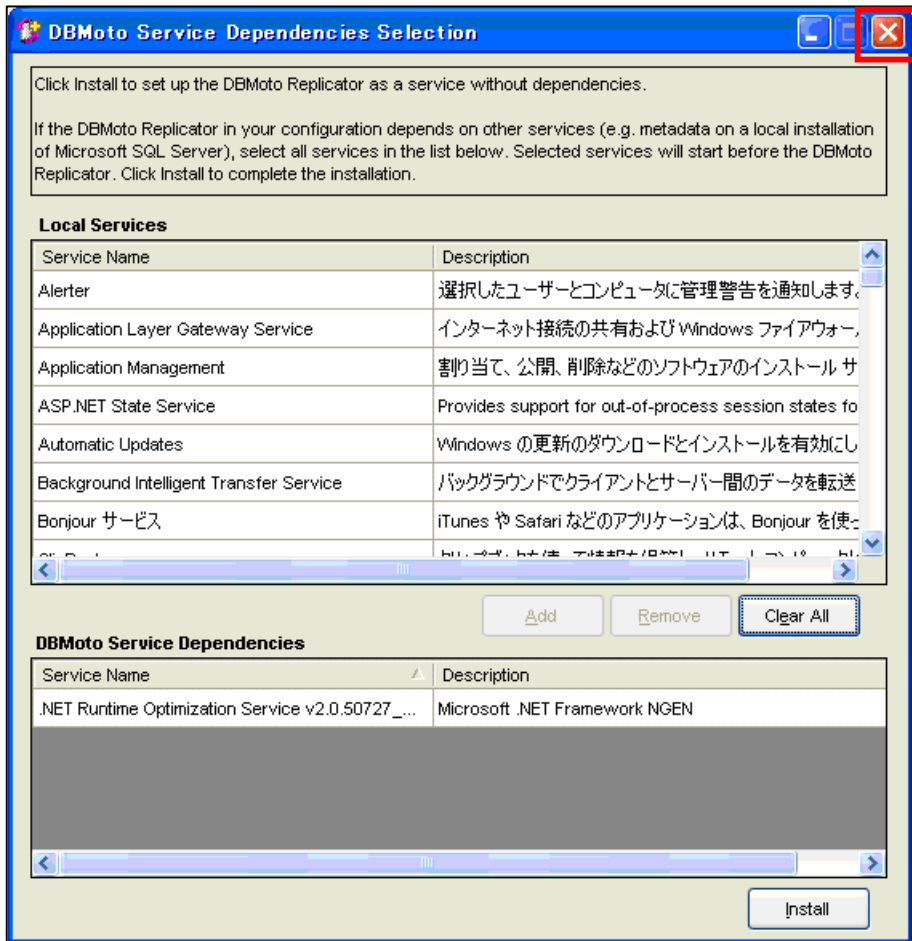 DBMoto Service Dependencies Selection
Click Install to set up the DBMoto Replicator as a service without dependencies.
If the DBMoto Replicator in your configuration depends on other services (e.g. metadata on a local installation
of Microsoft SQL Server), select all services in the list below. Selected services will start before the DBMoto
Replicator. Click Install to complete the installation.
Local Services
Service Name Description
Alerter 選択したユーザーとコンピュータに管理警告を通知します。
Application Layer Gateway Service インターネット接続の共有および Windows ファイアウォー
Application Management 割り当て、公開、削除などのソフトウェアのインストール サ
ASP.NET State Service Provides support for out-of-process session states fo
Automatic Updates Windows の更新のダウンロードとインストールを有効にし
Background Intelligent Transfer Service バックグラウンドでクライアントとサーバー間のデータを転送
Bonjour サービス iTunes や Safari などのアプリケーションは、Bonjour を使っ
Add Remove Clear All
DBMoto Service Dependencies
Service Name Description
.NET Runtime Optimization Service v2.0.50727_... Microsoft .NET Framework NGEN
Install